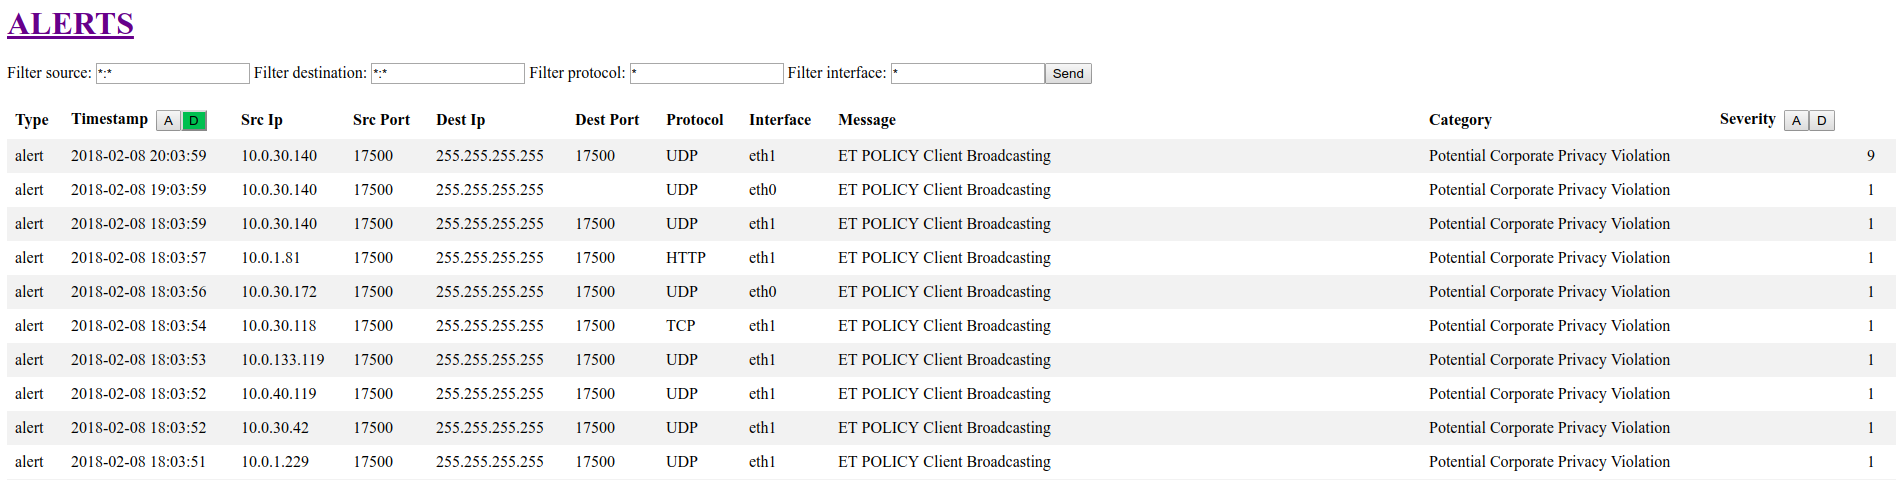 ALERTS
Filter source: *:* Filter destination: *:* Filter protocol: * Filter interface: * Send
Type Timestamp A D Src Ip Src Port Dest Ip Dest Port Protocol Interface Message Category Severity A D
alert 2018-02-08 20:03:59 10.0.30.140 17500 255.255.255.255 17500 UDP eth1 ET POLICY Client Broadcasting Potential Corporate Privacy Violation 9
alert 2018-02-08 19:03:59 10.0.30.140 17500 255.255.255.255 UDP eth0 ET POLICY Client Broadcasting Potential Corporate Privacy Violation 1
alert 2018-02-08 18:03:59 10.0.30.140 17500 255.255.255.255 17500 UDP eth1 ET POLICY Client Broadcasting Potential Corporate Privacy Violation 1
alert 2018-02-08 18:03:57 10.0.1.81 17500 255.255.255.255 17500 HTTP eth1 ET POLICY Client Broadcasting Potential Corporate Privacy Violation 1
alert 2018-02-08 18:03:56 10.0.30.172 17500 255.255.255.255 17500 UDP eth0 ET POLICY Client Broadcasting Potential Corporate Privacy Violation 1
alert 2018-02-08 18:03:54 10.0.30.118 17500 255.255.255.255 17500 TCP eth1 ET POLICY Client Broadcasting Potential Corporate Privacy Violation 1
alert 2018-02-08 18:03:53 10.0.133.119 17500 255.255.255.255 17500 UDP eth1 ET POLICY Client Broadcasting Potential Corporate Privacy Violation 1
alert 2018-02-08 18:03:52 10.0.40.119 17500 255.255.255.255 17500 UDP eth1 ET POLICY Client Broadcasting Potential Corporate Privacy Violation 1
alert 2018-02-08 18:03:52 10.0.30.42 17500 255.255.255.255 17500 UDP eth1 ET POLICY Client Broadcasting Potential Corporate Privacy Violation 1
alert 2018-02-08 18:03:51 10.0.1.229 17500 255.255.255.255 17500 UDP eth1 ET POLICY Client Broadcasting Potential Corporate Privacy Violation 1